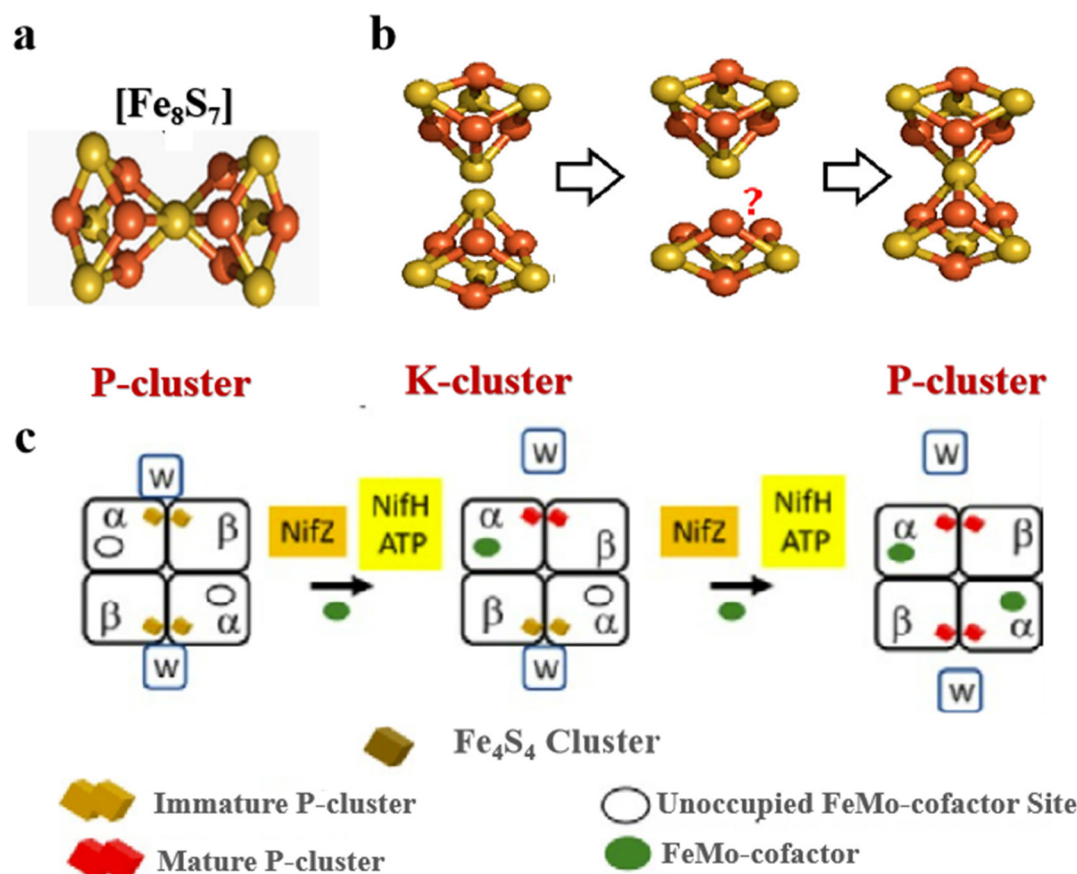 a
b
[Fe₈S₇]
?
P-cluster
K-cluster
P-cluster
c
W
W
W
α
β
NifZ
NifH
ATP
α
β
NifZ
NifH
ATP
α
β
β
α
β
α
β
α
W
W
W
Fe₄S₄ Cluster
Immature P-cluster
Unoccupied FeMo-cofactor Site
Mature P-cluster
FeMo-cofactor